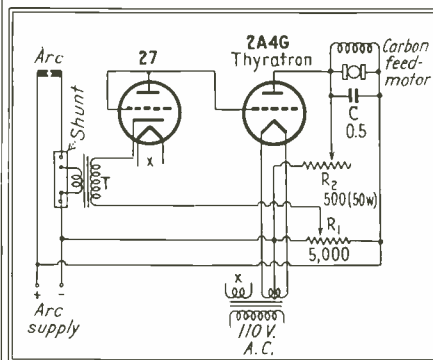 Arc
27
2A4G
Thyratron
Carbon
feed-
motor
Shunt
T
x
C
0.5
R2
500 (50w)
R1
5,000
x
+ -
Arc
supply
110 V.
A.C.